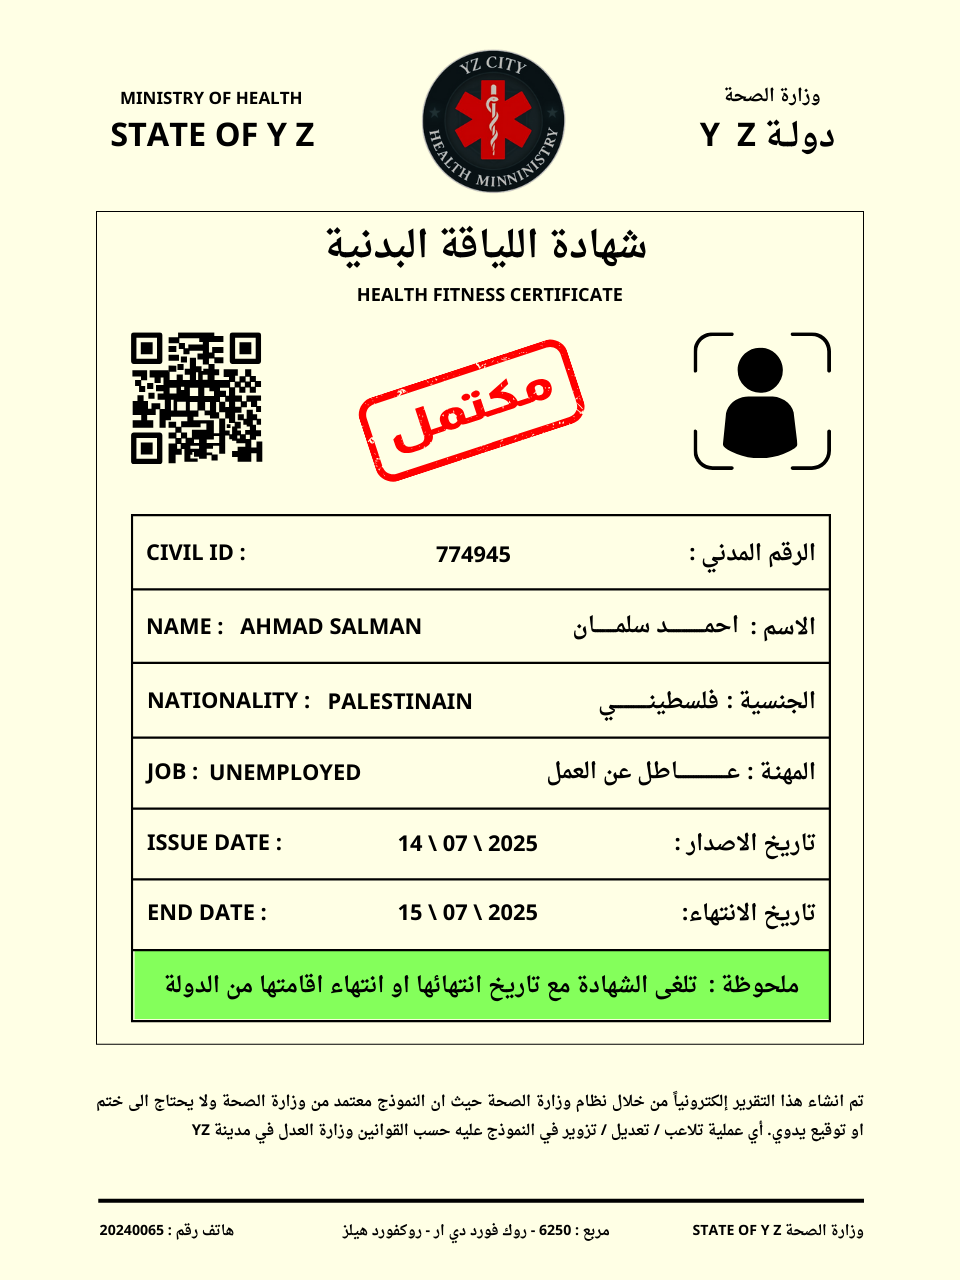 MINISTRY OF HEALTH
STATE OF Y Z
YZ CITY
HEALTH MINNINISTRY
وزارة الصحة
دولة Y Z
شهادة اللياقة البدنية
HEALTH FITNESS CERTIFICATE
مكتمل
CIVIL ID : 774945 الرقم المدني :
NAME : AHMAD SALMAN الاسم : احمـــــد سلمـــان
NATIONALITY : PALESTINAIN الجنسية : فلسطينـــــي
JOB : UNEMPLOYED المهنة : عـــــــاطل عن العمل
ISSUE DATE : 14 \ 07 \ 2025 تاريخ الاصدار :
END DATE : 15 \ 07 \ 2025 تاريخ الانتهاء:
ملحوظة : تلغى الشهادة مع تاريخ انتهائها او انتهاء اقامتها من الدولة
تم انشاء هذا التقرير إلكترونياً من خلال نظام وزارة الصحة حيث ان النموذج معتمد من وزارة الصحة ولا يحتاج الى ختم
او توقيع يدوي. أي عملية تلاعب / تعديل / تزوير في النموذج عليه حسب القوانين وزارة العدل في مدينة YZ
وزارة الصحة STATE OF Y Z مربع : 6250 - روك فورد دي ار - روكفورد هيلز هاتف رقم : 20240065